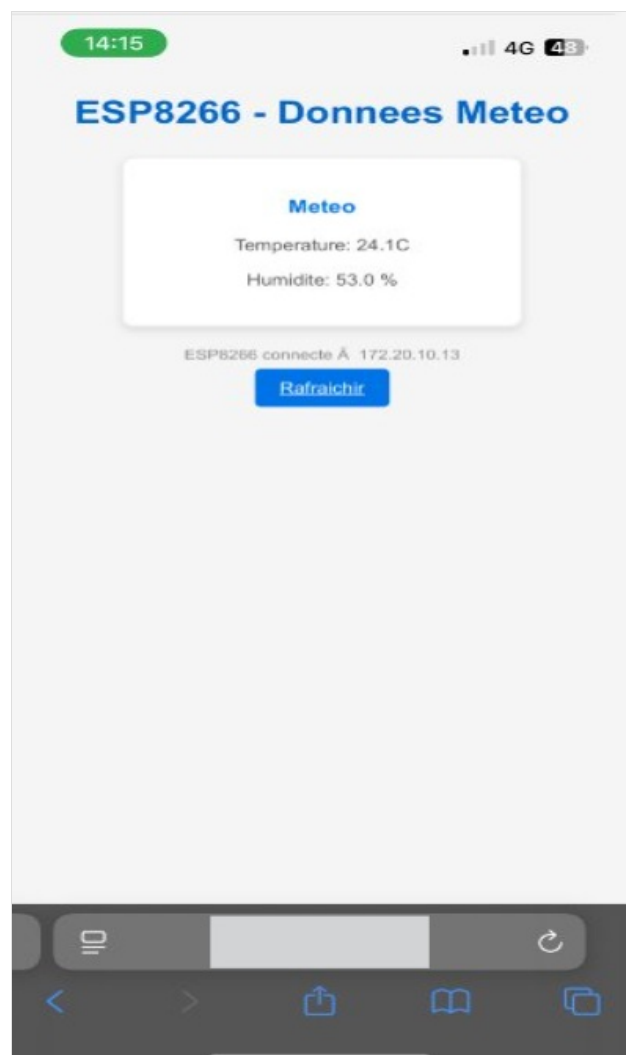 14:15 4G 48
ESP8266 - Donnees Meteo
Meteo
Temperature: 24.1C
Humidite: 53.0 %
ESP8266 connecte Ã  172.20.10.13
Rafraichir